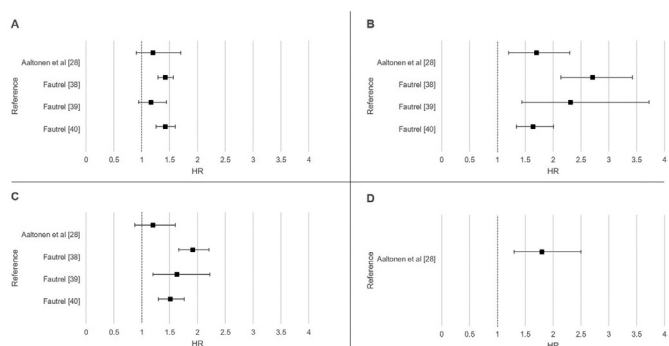 A
Reference
Aaltonen et al [28]
Fautrel [38]
Fautrel [39]
Fautrel [40]
0 0.5 1 1.5 2 2.5 3 3.5 4
HR
B
Reference
Aaltonen et al [28]
Fautrel [38]
Fautrel [39]
Fautrel [40]
0 0.5 1 1.5 2 2.5 3 3.5 4
HR
C
Reference
Aaltonen et al [28]
Fautrel [38]
Fautrel [39]
Fautrel [40]
0 0.5 1 1.5 2 2.5 3 3.5 4
HR
D
Reference
Aaltonen et al [28]
0 0.5 1 1.5 2 2.5 3 3.5 4
HR